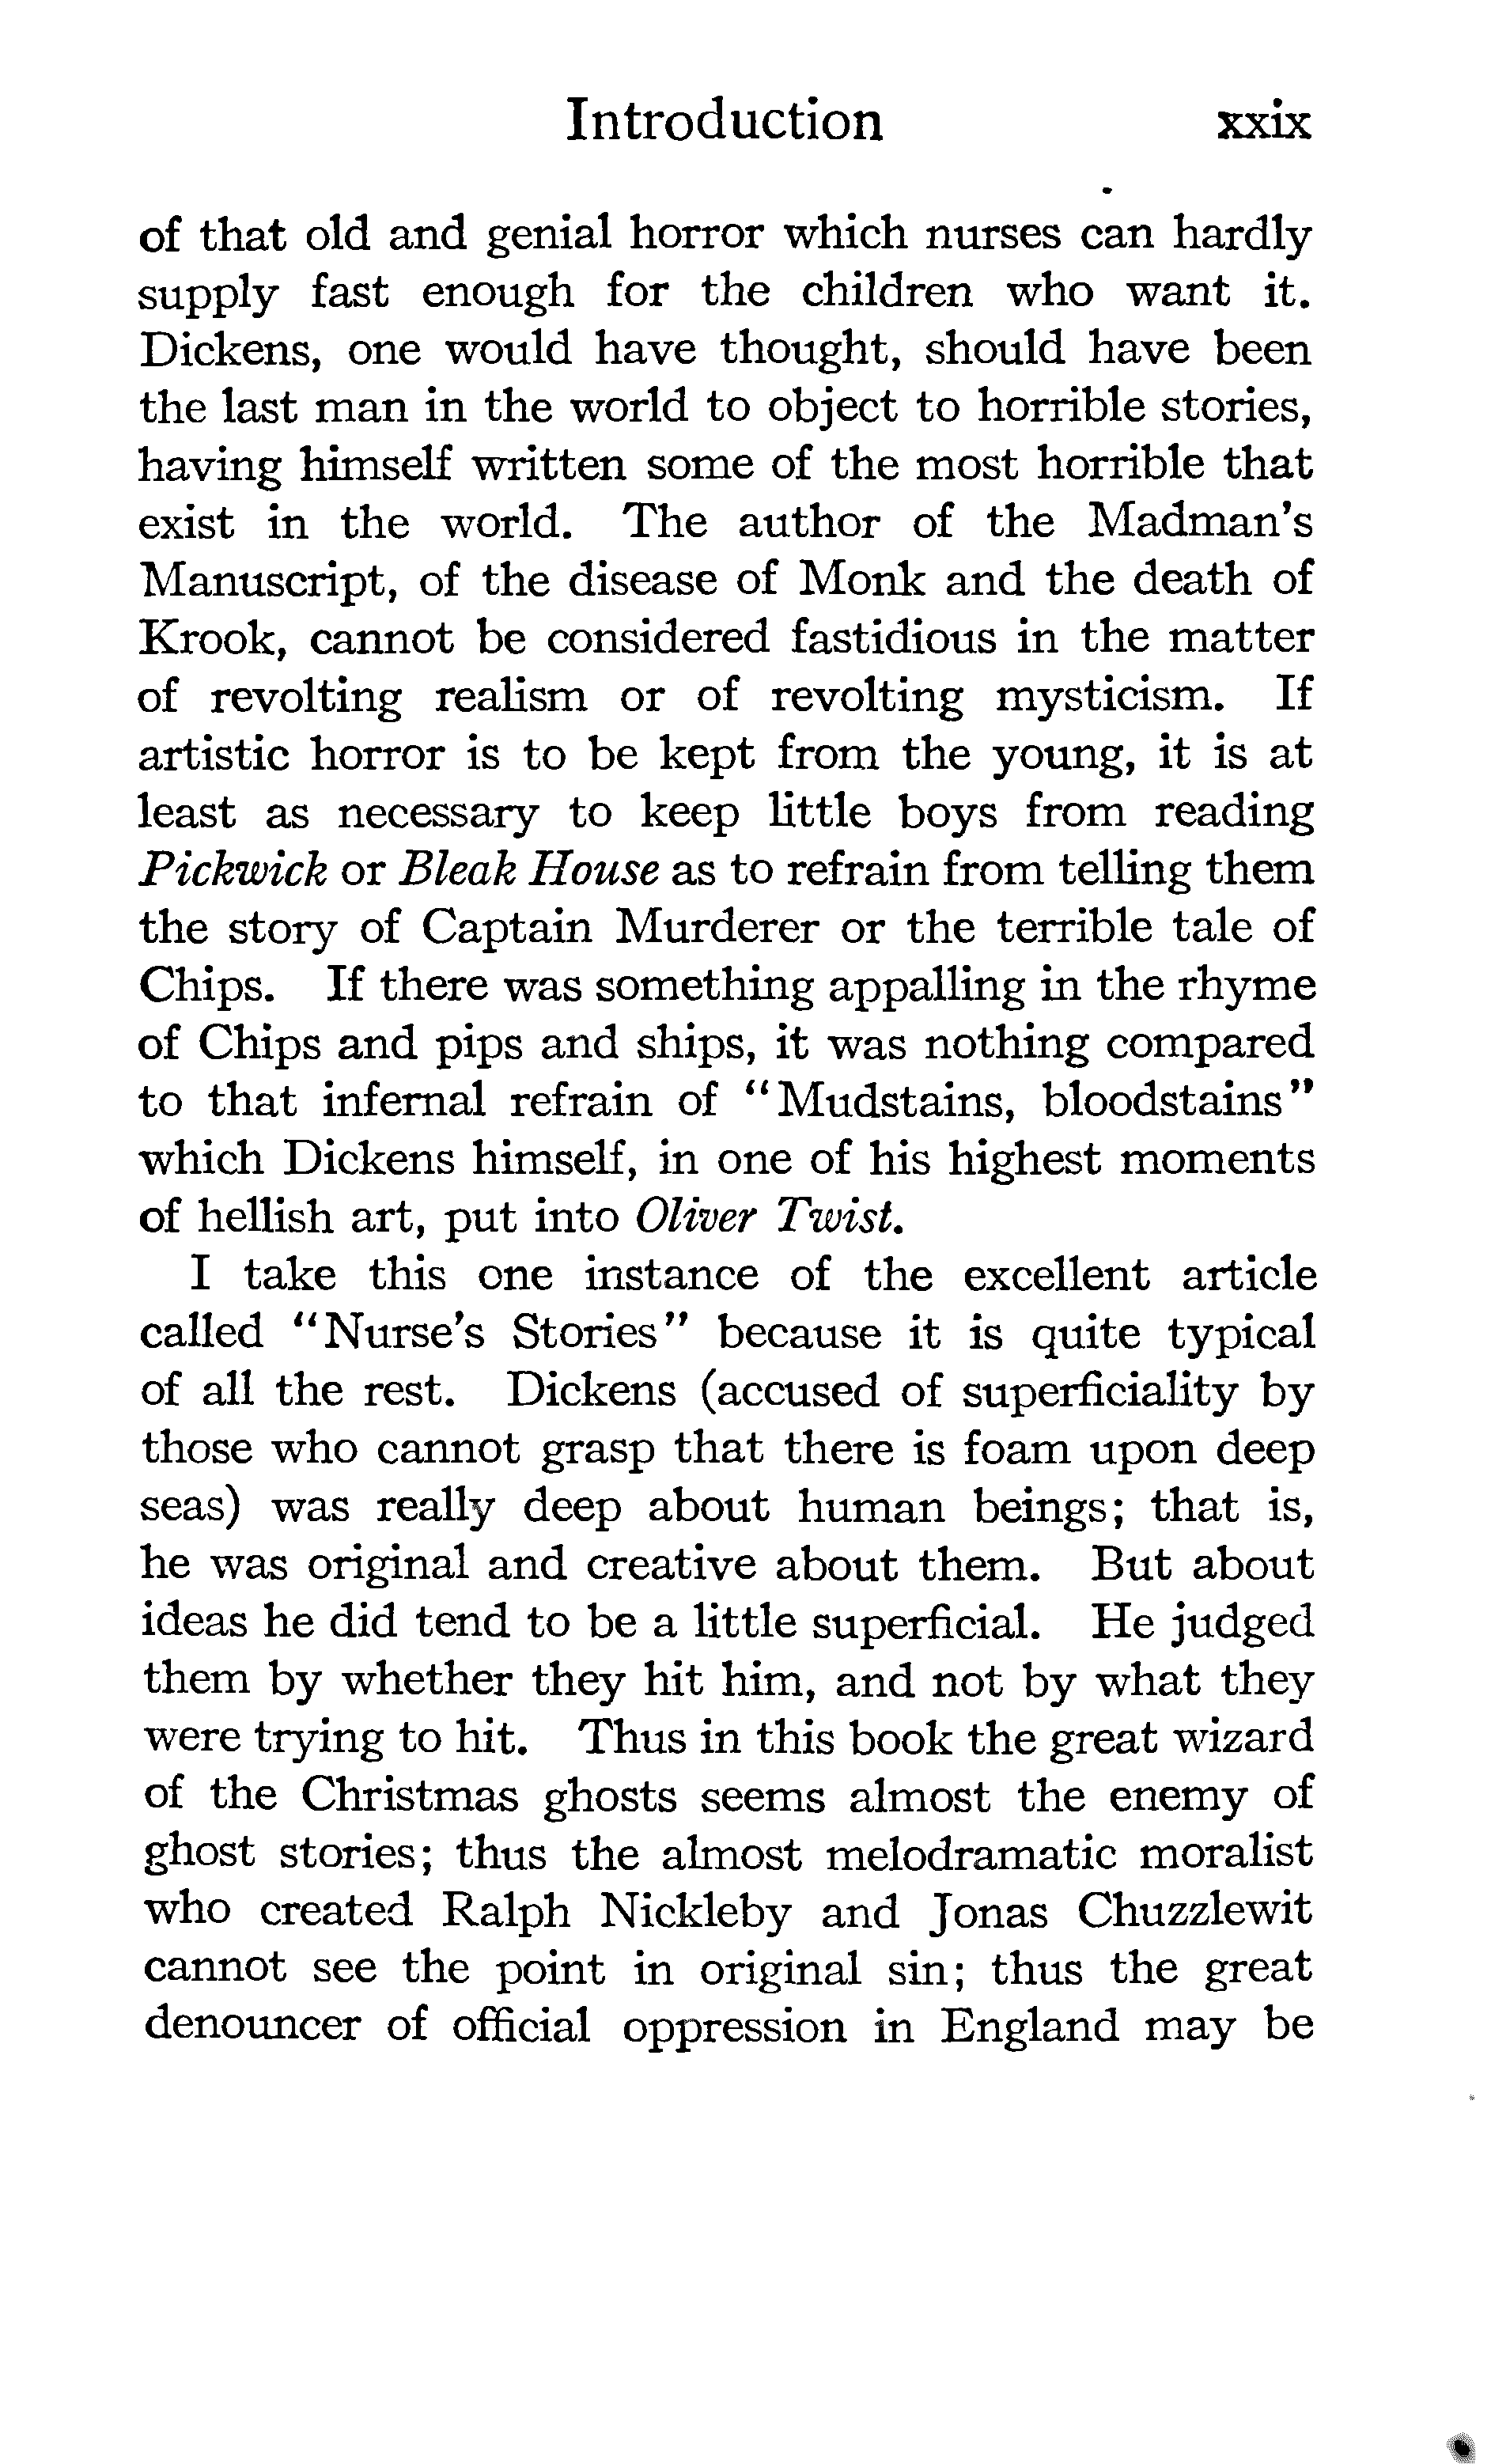 Introduction xxix
of that old and genial horror which nurses can hardly
supply fast enough for the children who want it.
Dickens, one would have thought, should have been
the last man in the world to object to horrible stories,
having himself written some of the most horrible that
exist in the world. The author of the Madman's
Manuscript, of the disease of Monk and the death of
Krook, cannot be considered fastidious in the matter
of revolting realism or of revolting mysticism. If
artistic horror is to be kept from the young, it is at
least as necessary to keep little boys from reading
Pickwick or Bleak House as to refrain from telling them
the story of Captain Murderer or the terrible tale of
Chips. If there was something appalling in the rhyme
of Chips and pips and ships, it was nothing compared
to that infernal refrain of "Mudstains, bloodstains"
which Dickens himself, in one of his highest moments
of hellish art, put into Oliver Twist.
I take this one instance of the excellent article
called "Nurse's Stories" because it is quite typical
of all the rest. Dickens (accused of superficiality by
those who cannot grasp that there is foam upon deep
seas) was really deep about human beings; that is,
he was original and creative about them. But about
ideas he did tend to be a little superficial. He judged
them by whether they hit him, and not by what they
were trying to hit. Thus in this book the great wizard
of the Christmas ghosts seems almost the enemy of
ghost stories; thus the almost melodramatic moralist
who created Ralph Nickleby and Jonas Chuzzlewit
cannot see the point in original sin; thus the great
denouncer of official oppression in England may be